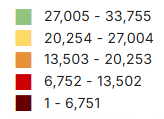 27,005 - 33,755
20,254 - 27,004
13,503 - 20,253
6,752 - 13,502
1 - 6,751